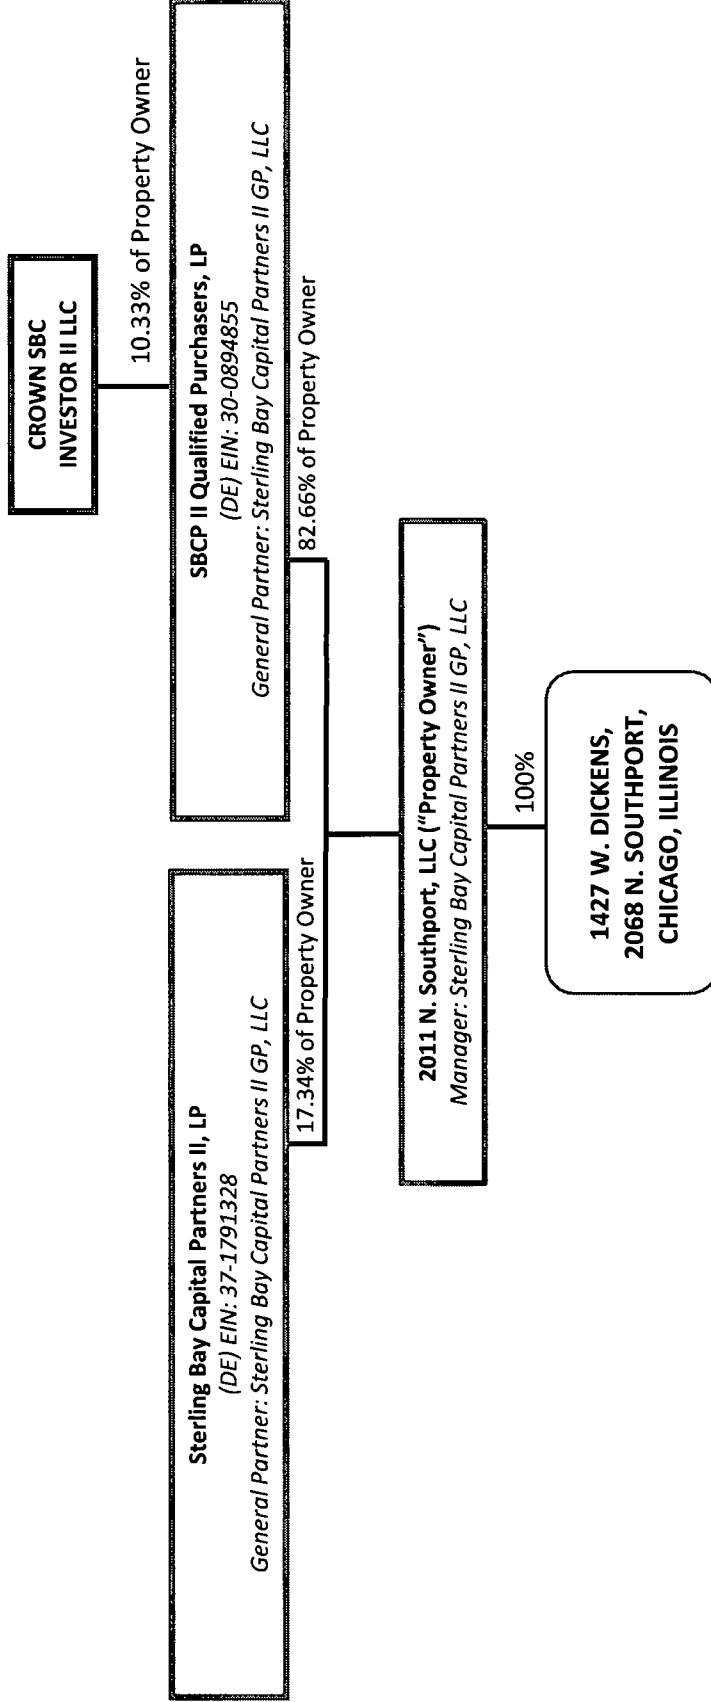 CROWN SBC
INVESTOR II LLC
10.33% of Property Owner
Sterling Bay Capital Partners II, LP
(DE) EIN: 37-1791328
General Partner: Sterling Bay Capital Partners II GP, LLC
SBCP II Qualified Purchasers, LP
(DE) EIN: 30-0894855
General Partner: Sterling Bay Capital Partners II GP, LLC
17.34% of Property Owner
82.66% of Property Owner
2011 N. Southport, LLC (“Property Owner”)
Manager: Sterling Bay Capital Partners II GP, LLC
100%
1427 W. DICKENS,
2068 N. SOUTHPORT,
CHICAGO, ILLINOIS